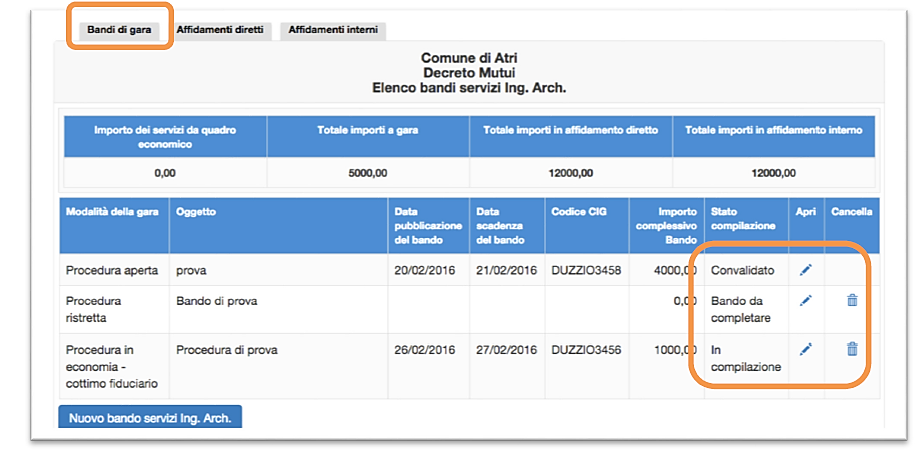 Bandi di gara Affidamenti diretti Affidamenti interni
Comune di Atri
Decreto Mutui
Elenco bandi servizi Ing. Arch.
Importo dei servizi da quadro economico Totale importi a gara Totale importi in affidamento diretto Totale importi in affidamento interno
0,00 5000,00 12000,00 12000,00
Modalità della gara Oggetto Data pubblicazione del bando Data scadenza del bando Codice CIG Importo complessivo Bando Stato compilazione Apri Cancella
Procedura aperta prova 20/02/2016 21/02/2016 DUZZIO3458 4000,00 Convalidato
Procedura ristretta Bando di prova 0,00 Bando da completare
Procedura in economia - cottimo fiduciario Procedura di prova 26/02/2016 27/02/2016 DUZZIO3456 1000,00 In compilazione
Nuovo bando servizi Ing. Arch.